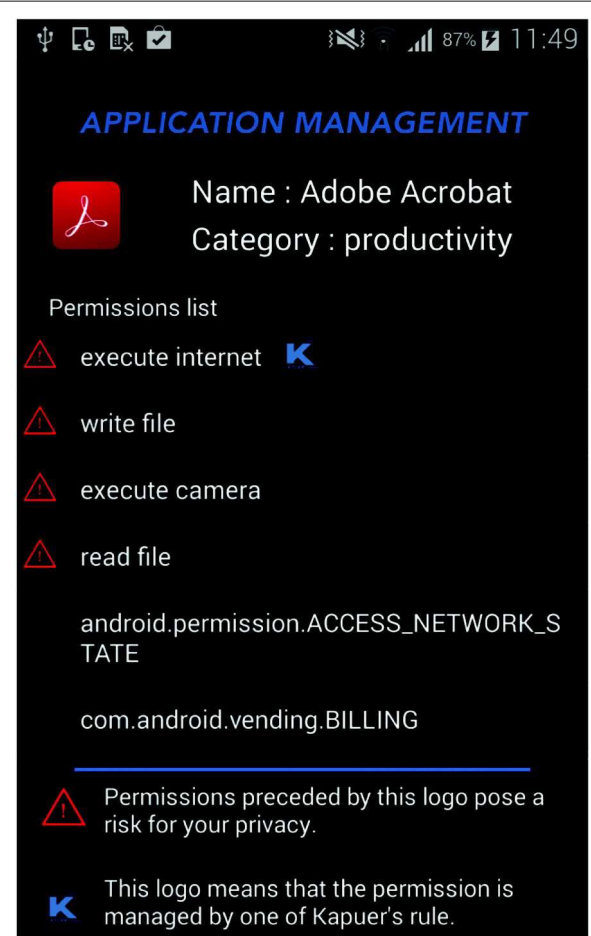 87% 11:49
APPLICATION MANAGEMENT
Name : Adobe Acrobat
Category : productivity
Permissions list
execute internet K
write file
execute camera
read file
android.permission.ACCESS_NETWORK_S
TATE
com.android.vending.BILLING
Permissions preceded by this logo pose a
risk for your privacy.
This logo means that the permission is
K managed by one of Kapuer's rule.